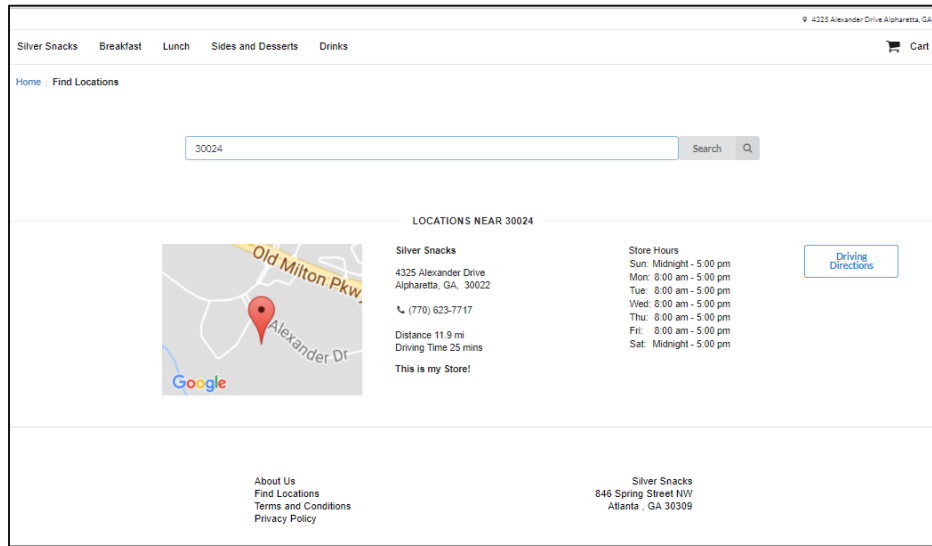 4325 Alexander Drive Alpharetta, GA
Silver Snacks Breakfast Lunch Sides and Desserts Drinks Cart
Home | Find Locations
30024 Search
LOCATIONS NEAR 30024
Old Milton Pkwy
Alexander Dr
Google
Silver Snacks
4325 Alexander Drive
Alpharetta, GA, 30022
(770) 623-7717
Distance 11.9 mi
Driving Time 25 mins
This is my Store!
Store Hours
Sun: Midnight - 5:00 pm
Mon: 8:00 am - 5:00 pm
Tue: 8:00 am - 5:00 pm
Wed: 8:00 am - 5:00 pm
Thu: 8:00 am - 5:00 pm
Fri: 8:00 am - 5:00 pm
Sat: Midnight - 5:00 pm
Driving
Directions
About Us
Find Locations
Terms and Conditions
Privacy Policy
Silver Snacks
846 Spring Street NW
Atlanta , GA 30309